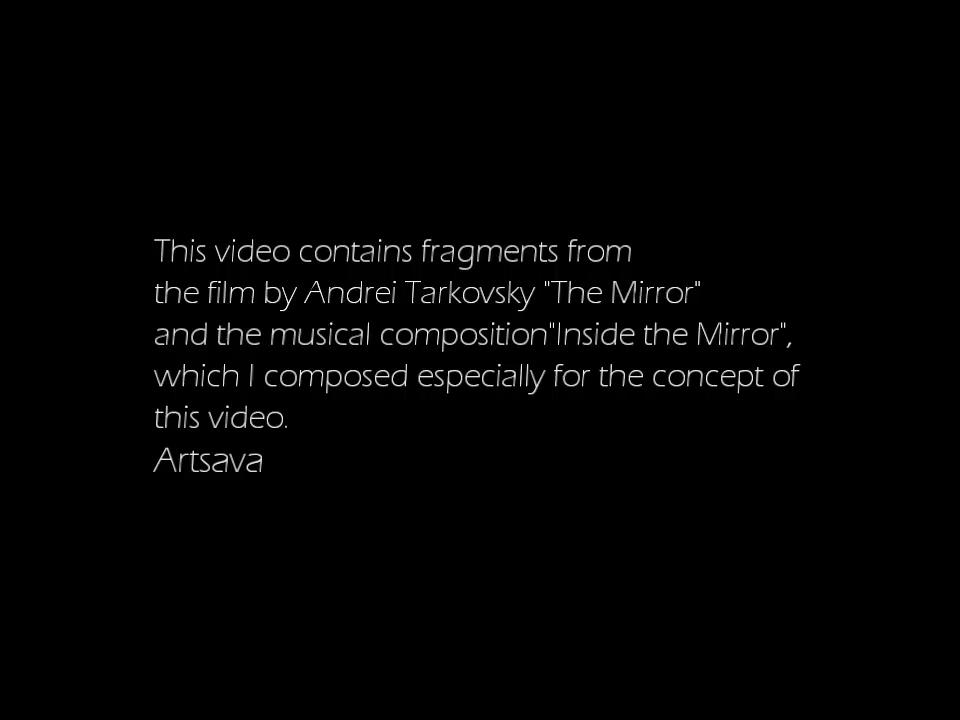 This video contains fragments from
the film by Andrei Tarkovsky "The Mirror"
and the musical composition"Inside the Mirror",
which I composed especially for the concept of
this video.
Artsava